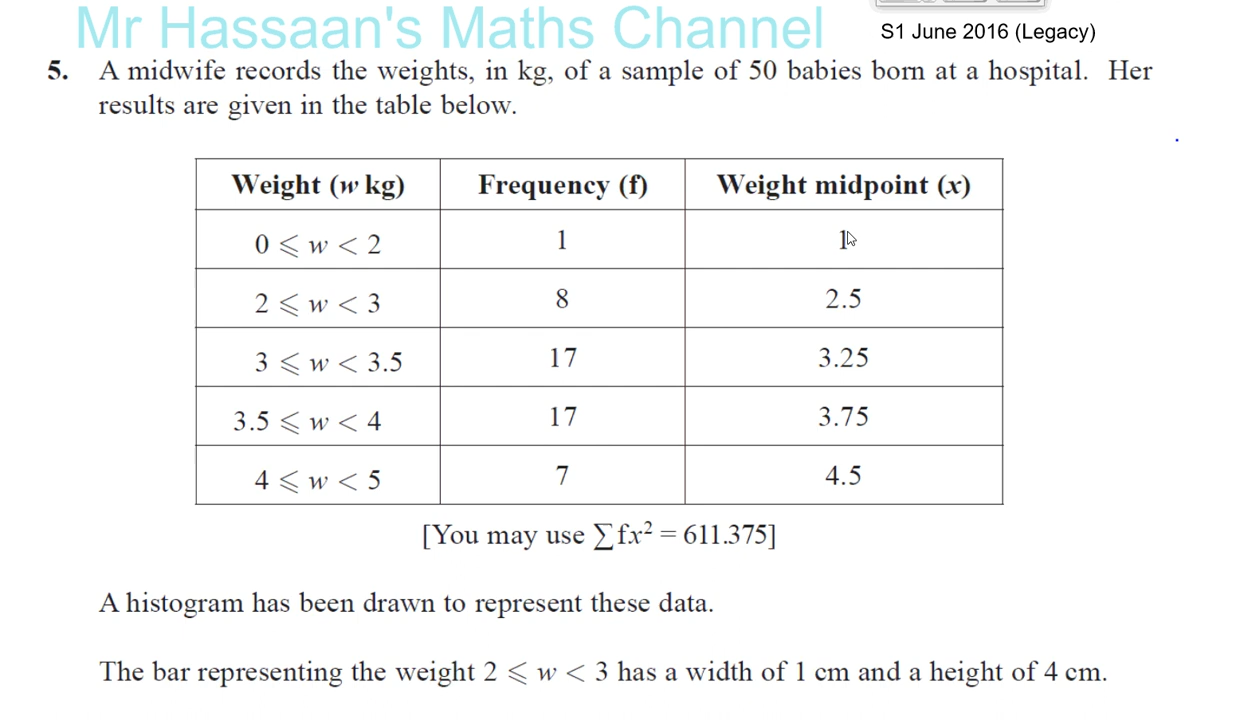 Mr Hassaan's Maths Channel
S1 June 2016 (Legacy)
5. A midwife records the weights, in kg, of a sample of 50 babies born at a hospital. Her
results are given in the table below.
Weight (w kg) Frequency (f) Weight midpoint (x)
0 ⩽ w < 2 1 1
2 ⩽ w < 3 8 2.5
3 ⩽ w < 3.5 17 3.25
3.5 ⩽ w < 4 17 3.75
4 ⩽ w < 5 7 4.5
[You may use ∑fx² = 611.375]
A histogram has been drawn to represent these data.
The bar representing the weight 2 ⩽ w < 3 has a width of 1 cm and a height of 4 cm.